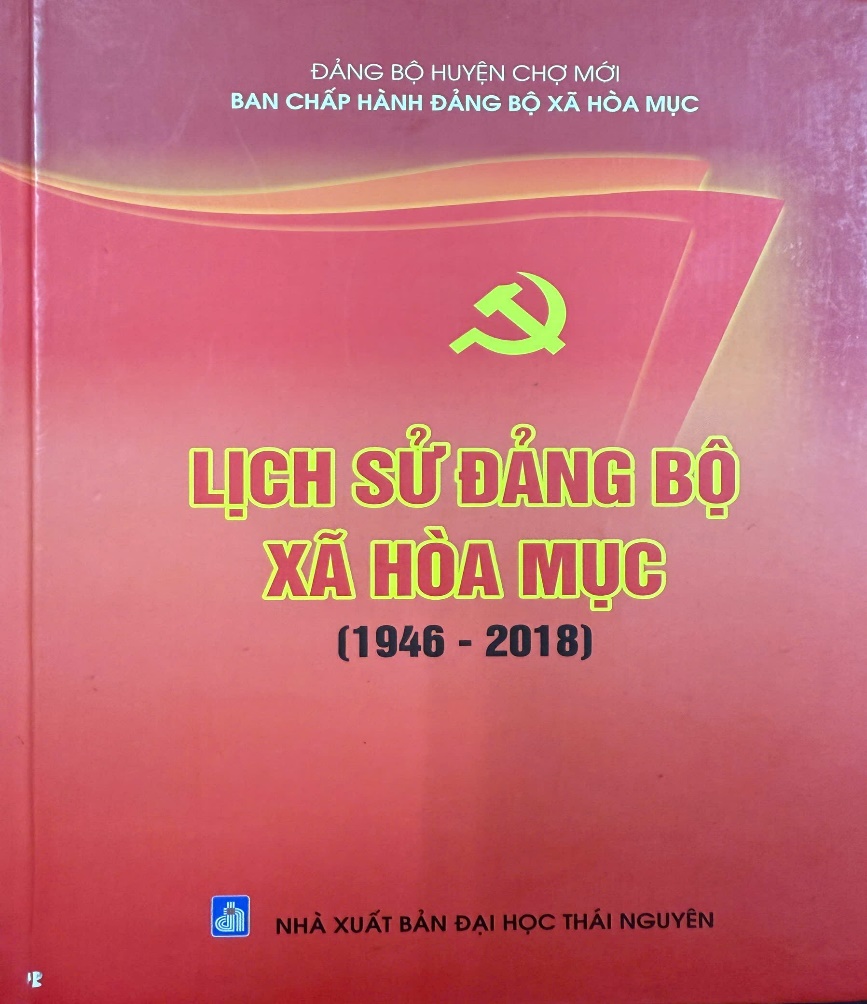 ĐẢNG BỘ HUYỆN CHỢ MỚI
BAN CHẤP HÀNH ĐẢNG BỘ XÃ HÒA MỤC
LỊCH SỬ ĐẢNG BỘ
XÃ HÒA MỤC
(1946 - 2018)
NHÀ XUẤT BẢN ĐẠI HỌC THÁI NGUYÊN